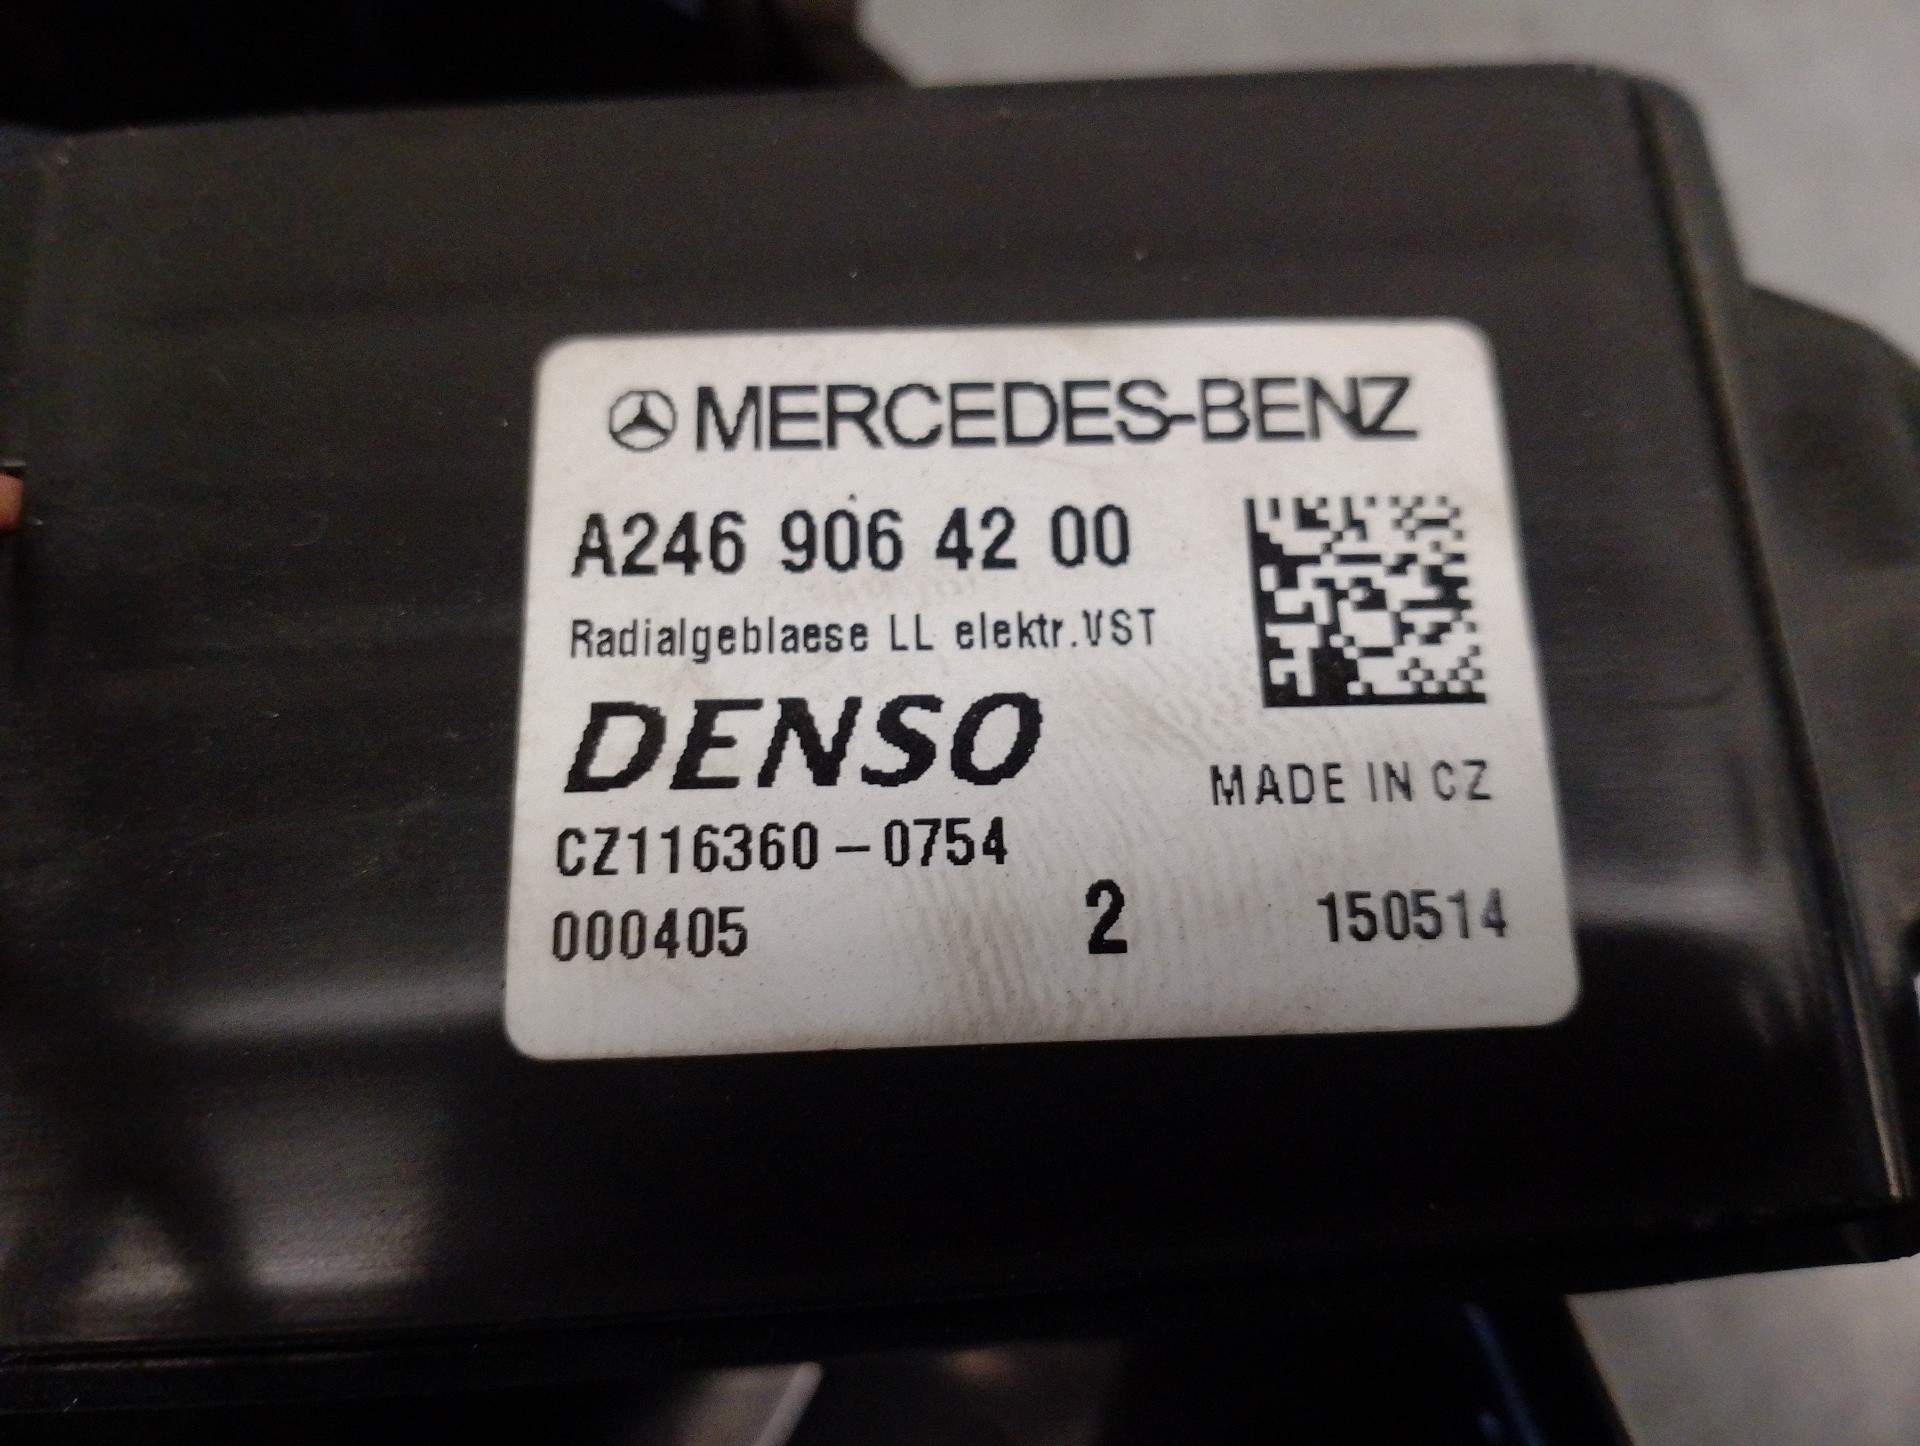 MERCEDES-BENZ
A246 906 42 00
Radialgeblaese LL elektr.VST
DENSO
MADE IN CZ
CZ116360-0754
000405 2 150514